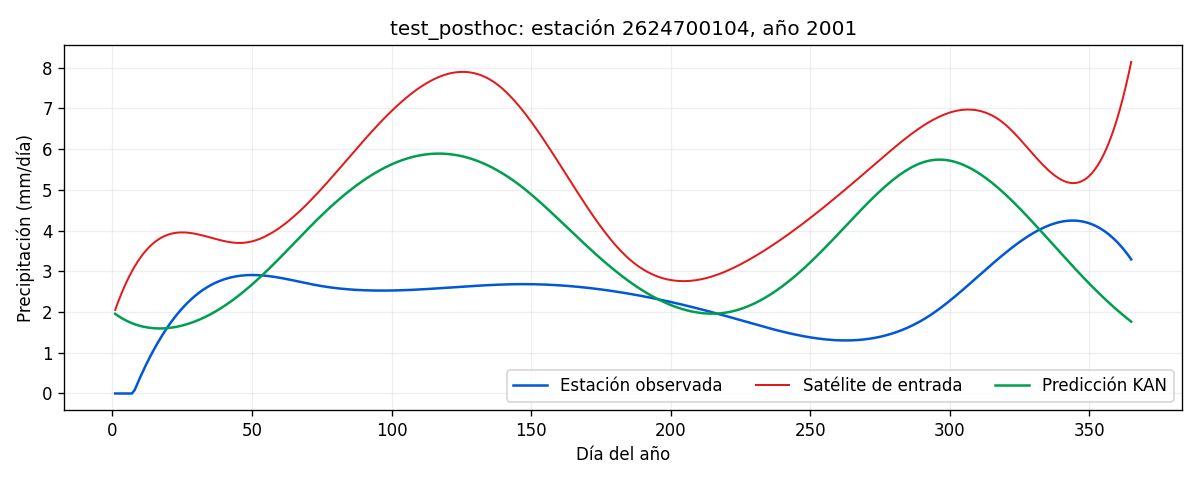 test_posthoc: estación 2624700104, año 2001
Precipitación (mm/día)
8
7
6
5
4
3
2
1
0
Estación observada
Satélite de entrada
Predicción KAN
0 50 100 150 200 250 300 350
Día del año